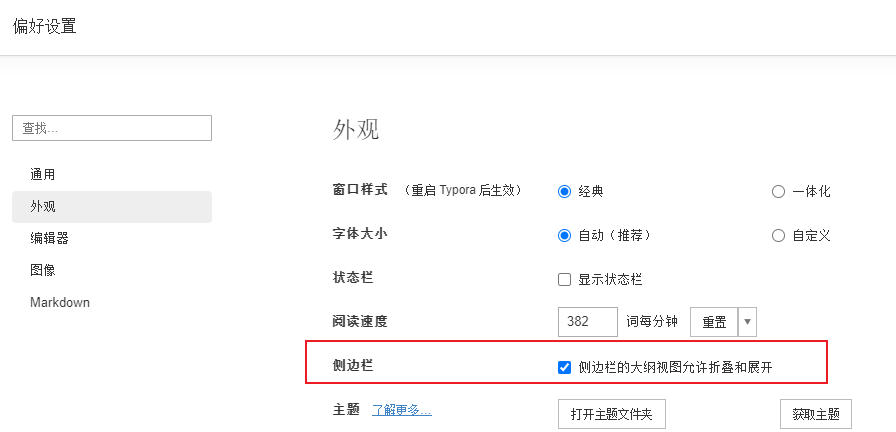 偏好设置
查找...
通用
外观
编辑器
图像
Markdown
外观
窗口样式 （重启 Typora 后生效） 经典 一体化
字体大小 自动（推荐） 自定义
状态栏 显示状态栏
阅读速度 382 词每分钟 重置
侧边栏 侧边栏的大纲视图允许折叠和展开
主题 了解更多... 打开主题文件夹 获取主题